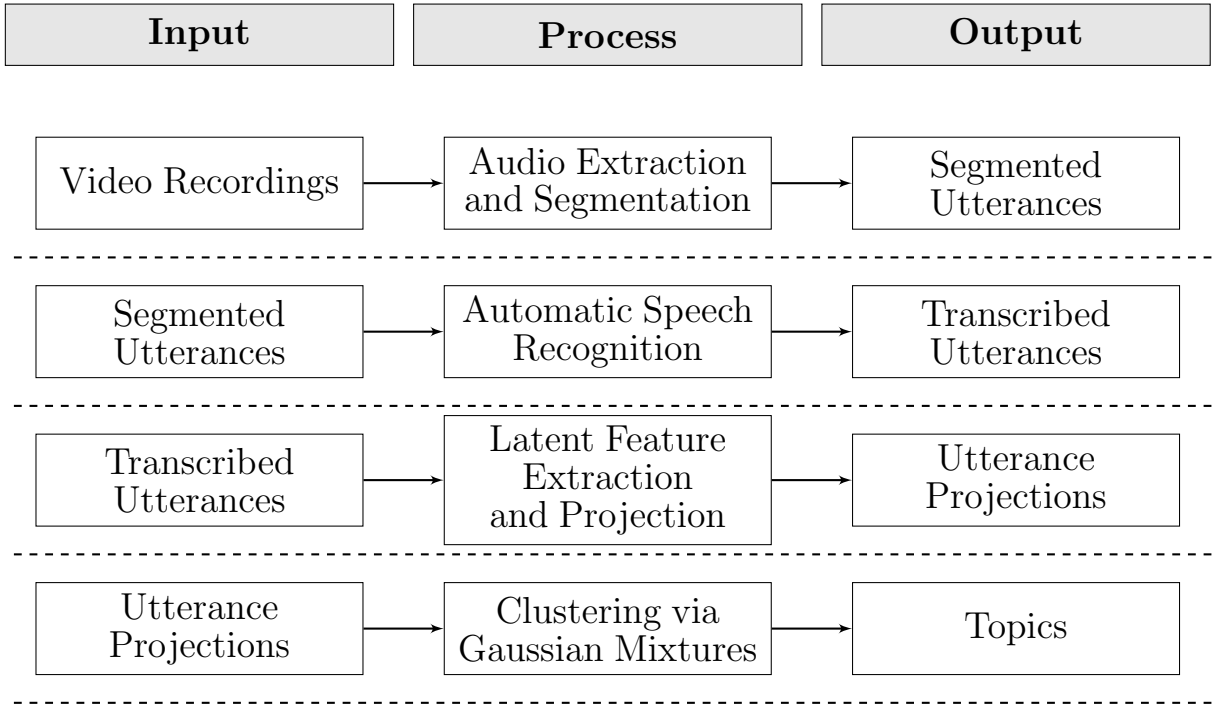 Input
Process
Output
Video Recordings
Audio Extraction
and Segmentation
Segmented
Utterances
Segmented
Utterances
Automatic Speech
Recognition
Transcribed
Utterances
Transcribed
Utterances
Latent Feature
Extraction
and Projection
Utterance
Projections
Utterance
Projections
Clustering via
Gaussian Mixtures
Topics